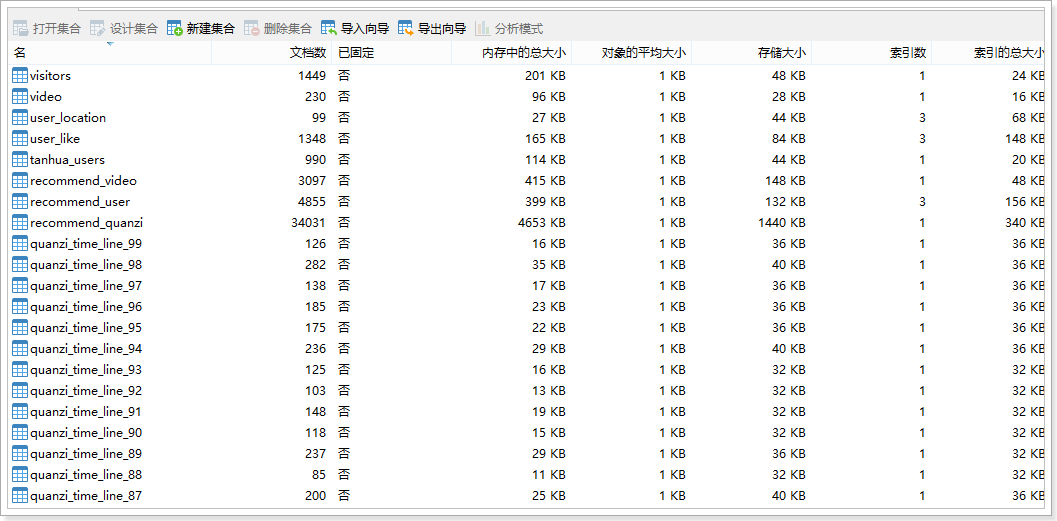 打开集合 设计集合 新建集合 删除集合 导入向导 导出向导 分析模式
名 文档数 已固定 内存中的总大小 对象的平均大小 存储大小 索引数 索引的总大小
visitors 1449 否 201 KB 1 KB 48 KB 1 24 KB
video 230 否 96 KB 1 KB 28 KB 1 16 KB
user_location 99 否 27 KB 1 KB 44 KB 3 68 KB
user_like 1348 否 165 KB 1 KB 84 KB 3 148 KB
tanhua_users 990 否 114 KB 1 KB 44 KB 1 20 KB
recommend_video 3097 否 415 KB 1 KB 148 KB 1 48 KB
recommend_user 4855 否 399 KB 1 KB 132 KB 3 156 KB
recommend_quanzi 34031 否 4653 KB 1 KB 1440 KB 1 340 KB
quanzi_time_line_99 126 否 16 KB 1 KB 36 KB 1 36 KB
quanzi_time_line_98 282 否 35 KB 1 KB 40 KB 1 36 KB
quanzi_time_line_97 138 否 17 KB 1 KB 36 KB 1 36 KB
quanzi_time_line_96 185 否 23 KB 1 KB 36 KB 1 36 KB
quanzi_time_line_95 175 否 22 KB 1 KB 36 KB 1 36 KB
quanzi_time_line_94 236 否 29 KB 1 KB 40 KB 1 36 KB
quanzi_time_line_93 125 否 16 KB 1 KB 32 KB 1 32 KB
quanzi_time_line_92 103 否 13 KB 1 KB 32 KB 1 32 KB
quanzi_time_line_91 148 否 19 KB 1 KB 32 KB 1 32 KB
quanzi_time_line_90 118 否 15 KB 1 KB 32 KB 1 32 KB
quanzi_time_line_89 237 否 29 KB 1 KB 36 KB 1 32 KB
quanzi_time_line_88 85 否 11 KB 1 KB 32 KB 1 32 KB
quanzi_time_line_87 200 否 25 KB 1 KB 40 KB 1 36 KB